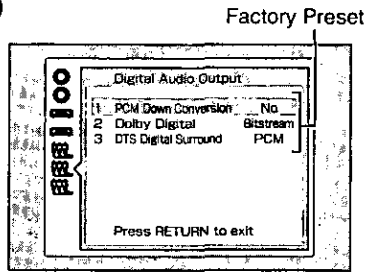 Factory Preset
Digital Audio Output
1 PCM Down Conversion No
2 Dolby Digital Bitstream
3 DTS Digital Surround PCM
Press RETURN to exit